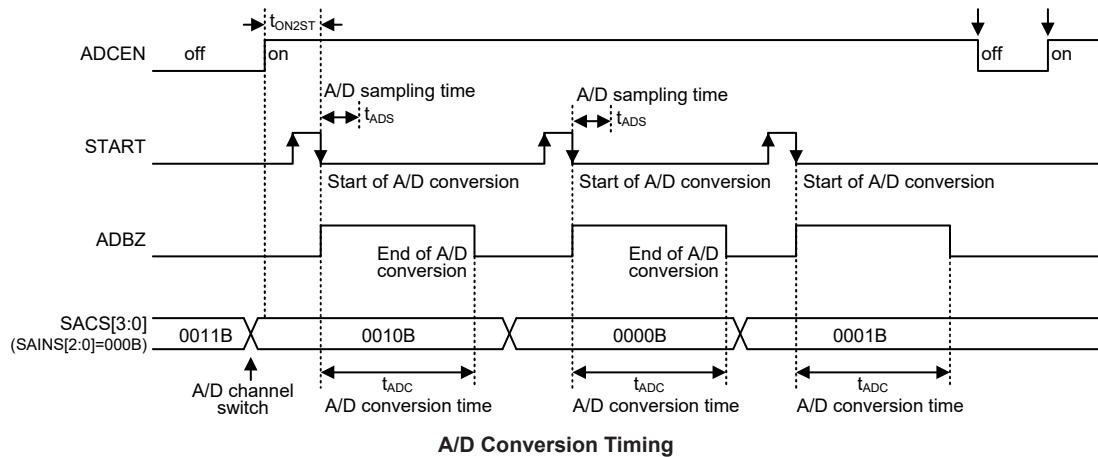 tON2ST
ADCEN
off
on
off
on
A/D sampling time
tADS
A/D sampling time
tADS
START
Start of A/D conversion
Start of A/D conversion
Start of A/D conversion
ADBZ
End of A/D
conversion
End of A/D
conversion
SACS[3:0]
(SAINS[2:0]=000B)
0011B
0010B
0000B
0001B
A/D channel
switch
tADC
A/D conversion time
tADC
A/D conversion time
tADC
A/D conversion time
A/D Conversion Timing